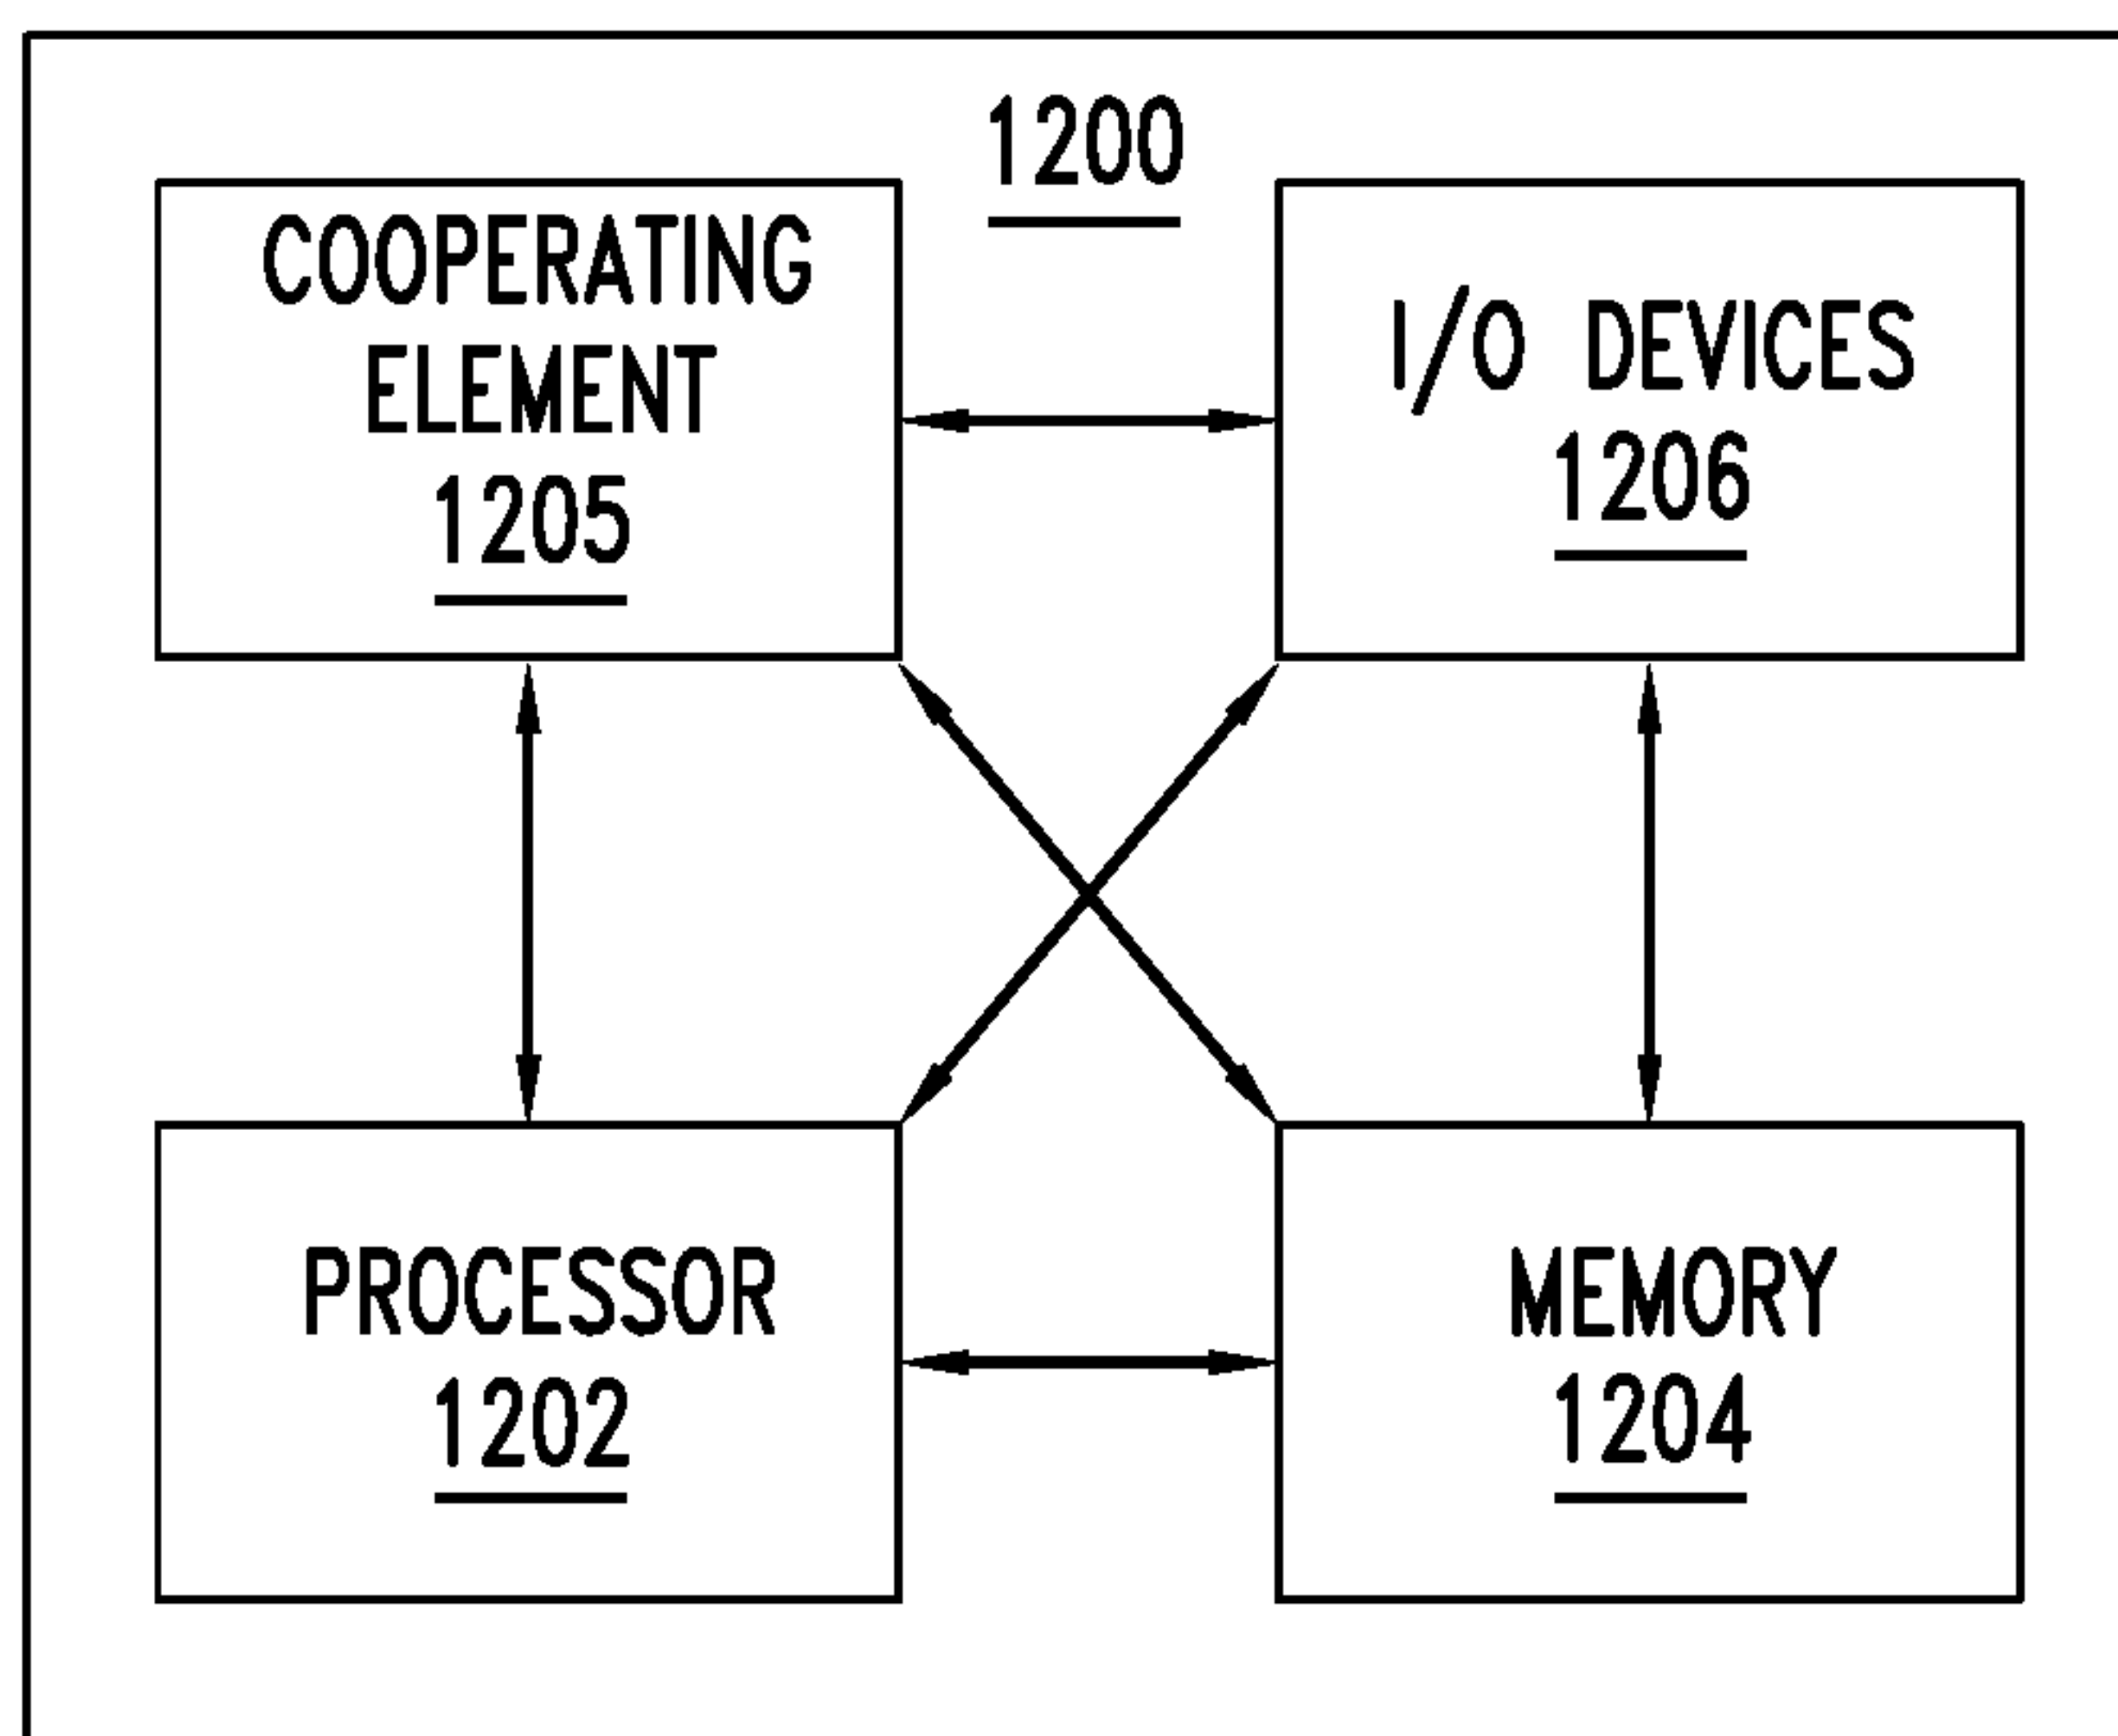 1200
COOPERATING
ELEMENT
1205
I/O DEVICES
1206
PROCESSOR
1202
MEMORY
1204